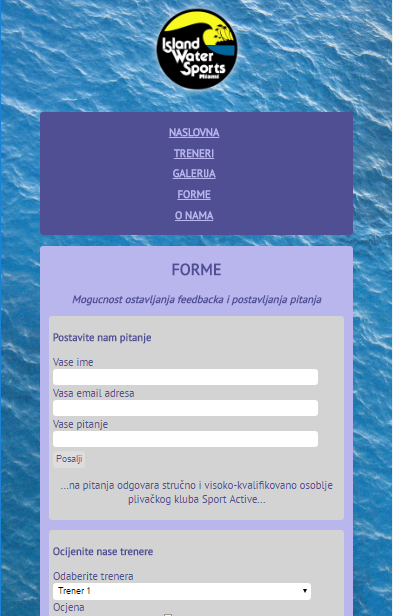 Island
Water
Sports
Miami
NASLOVNA
TRENERI
GALERIJA
FORME
O NAMA
FORME
Mogucnost ostavljanja feedbacka i postavljanja pitanja
Postavite nam pitanje
Vase ime
Vasa email adresa
Vase pitanje
Posalji
...na pitanja odgovara stručno i visoko-kvalifikovano osoblje
plivačkog kluba Sport Active...
Ocijenite nase trenere
Odaberite trenera
Trener 1
Ocjena